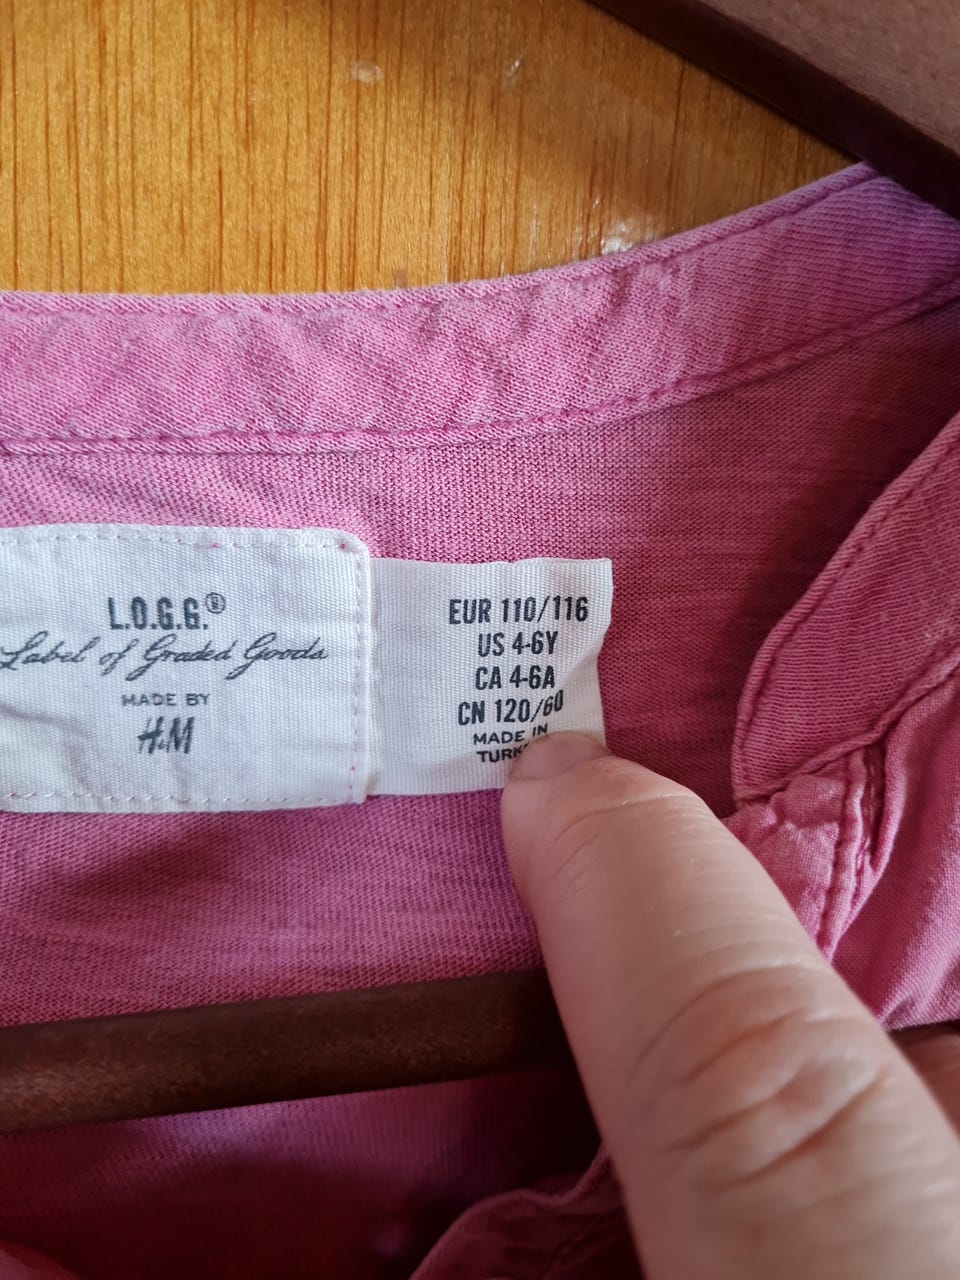 L.O.G.G.®
Label of Graded Goods
MADE BY
H&M
EUR 110/116
US 4-6Y
CA 4-6A
CN 120/60
MADE IN